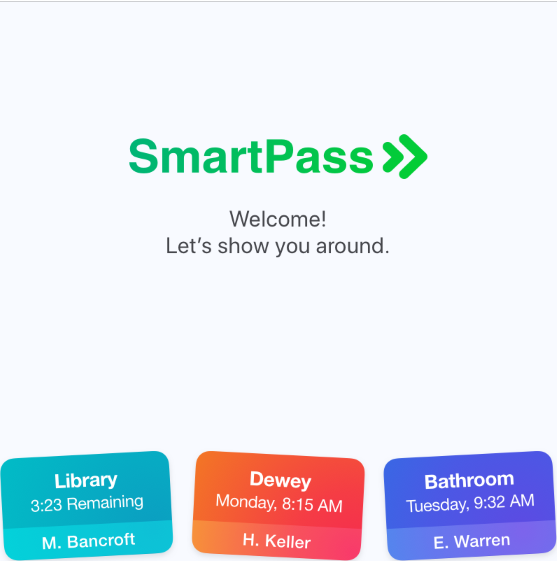 SmartPass
Welcome!
Let's show you around.
Library
3:23 Remaining
M. Bancroft
Dewey
Monday, 8:15 AM
H. Keller
Bathroom
Tuesday, 9:32 AM
E. Warren